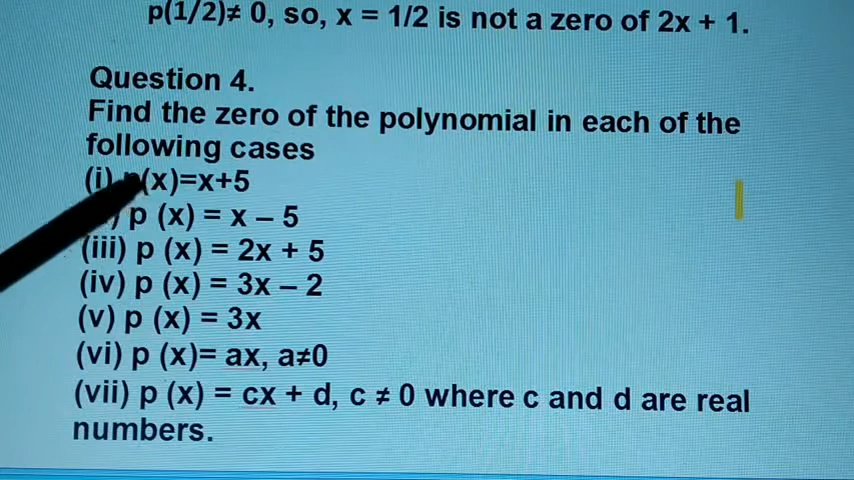 p(1/2)≠ 0, so, x = 1/2 is not a zero of 2x + 1.
Question 4.
Find the zero of the polynomial in each of the
following cases
(i) p(x)=x+5
) p (x) = x – 5
(iii) p (x) = 2x + 5
(iv) p (x) = 3x – 2
(v) p (x) = 3x
(vi) p (x)= ax, a≠0
(vii) p (x) = cx + d, c ≠ 0 where c and d are real
numbers.